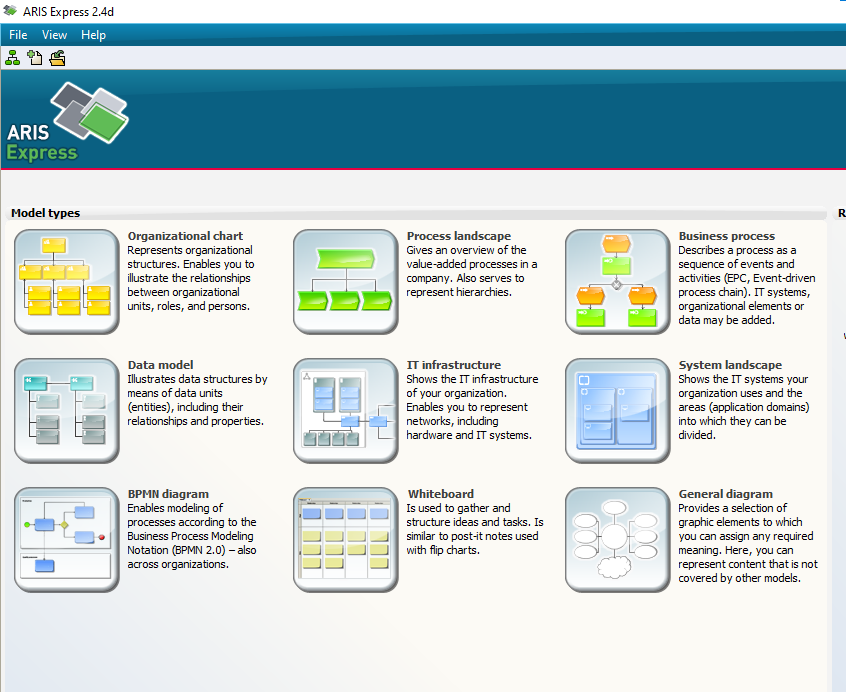 ARIS Express 2.4d
File View Help
ARIS
Express
Model types
R
Organizational chart
Represents organizational
structures. Enables you to
illustrate the relationships
between organizational
units, roles, and persons.
Process landscape
Gives an overview of the
value-added processes in a
company. Also serves to
represent hierarchies.
Business process
Describes a process as a
sequence of events and
activities (EPC, Event-driven
process chain). IT systems,
organizational elements or
data may be added.
Data model
Illustrates data structures by
means of data units
(entities), including their
relationships and properties.
IT infrastructure
Shows the IT infrastructure
of your organization.
Enables you to represent
networks, including
hardware and IT systems.
System landscape
Shows the IT systems your
organization uses and the
areas (application domains)
into which they can be
divided.
BPMN diagram
Enables modeling of
processes according to the
Business Process Modeling
Notation (BPMN 2.0) – also
across organizations.
Whiteboard
Is used to gather and
structure ideas and tasks. Is
similar to post-it notes used
with flip charts.
General diagram
Provides a selection of
graphic elements to which
you can assign any required
meaning. Here, you can
represent content that is not
covered by other models.